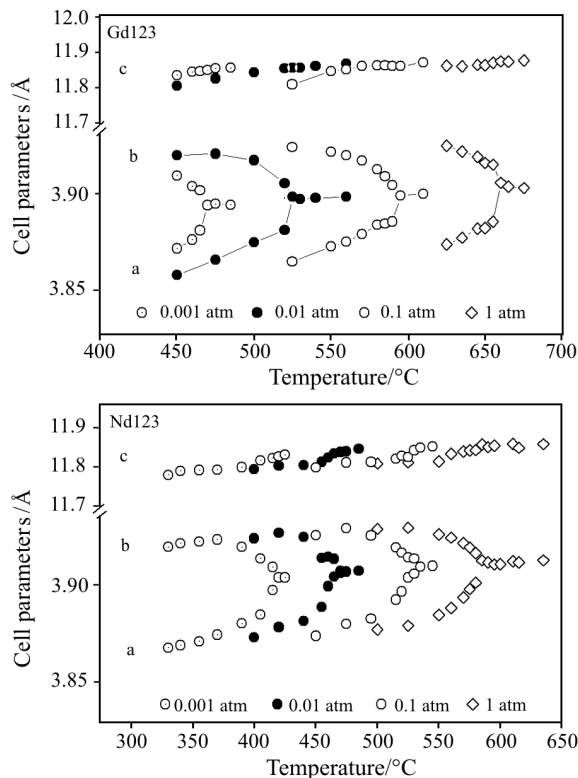 Gd123
12.0
11.9
11.8
11.7
3.90
3.85
Cell parameters/Å
c
b
a
0.001 atm 0.01 atm 0.1 atm 1 atm
400 450 500 550 600 650 700
Temperature/°C
Nd123
11.9
11.8
11.7
3.90
3.85
Cell parameters/Å
c
b
a
0.001 atm 0.01 atm 0.1 atm 1 atm
300 350 400 450 500 550 600 650
Temperature/°C